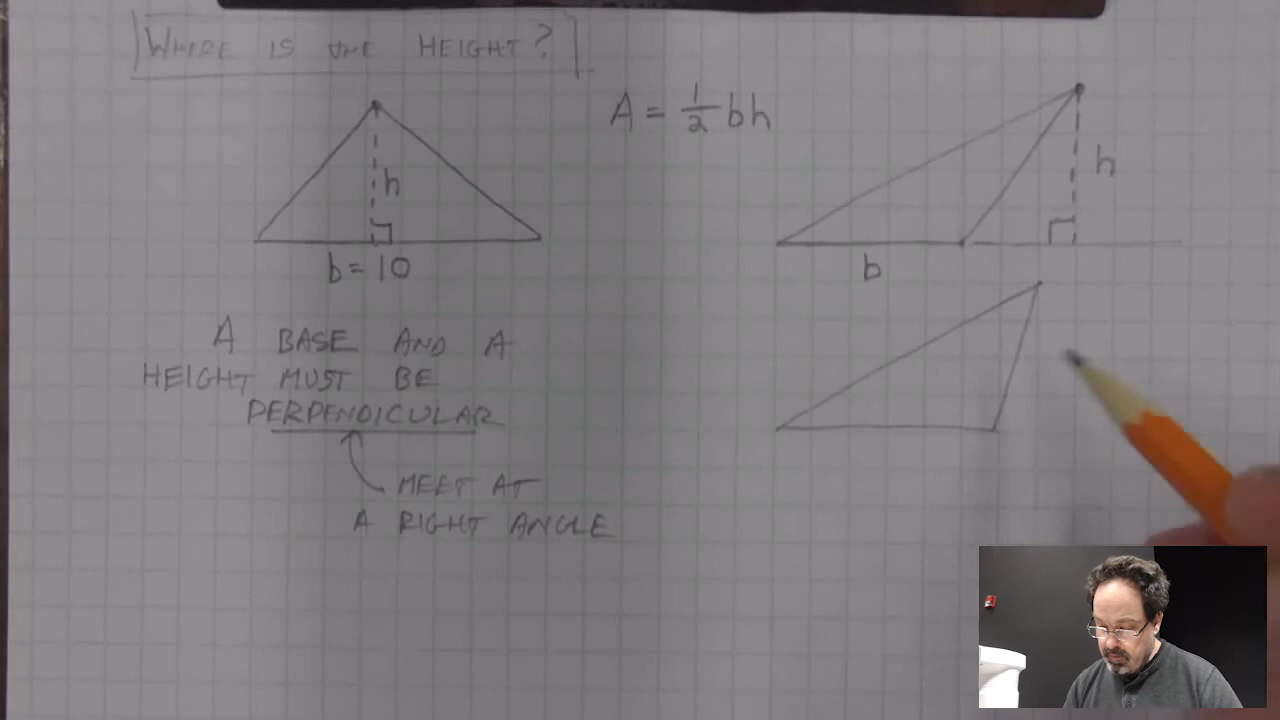 WHERE IS THE HEIGHT?
A = 1/2 bh
h
b = 10
h
b
A BASE AND A
HEIGHT MUST BE
PERPENDICULAR
MEET AT
A RIGHT ANGLE